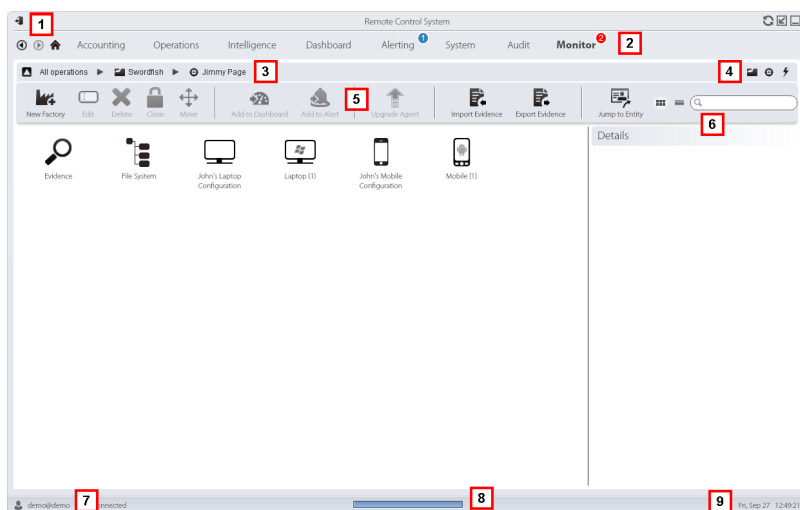 Remote Control System
1
Accounting Operations Intelligence Dashboard Alerting 1 System Audit Monitor 2 2
All operations Swordfish Jimmy Page 3 4
New Factory Edit Delete Close Move Add to Dashboard Add to Alert 5 Upgrade Agent Import Evidence Export Evidence Jump to Entity
6
Details
Evidence File System John's Laptop Configuration Laptop (1) John's Mobile Configuration Mobile (1)
demo@demo 7 8 9 Fri, Sep 27 12:49:21